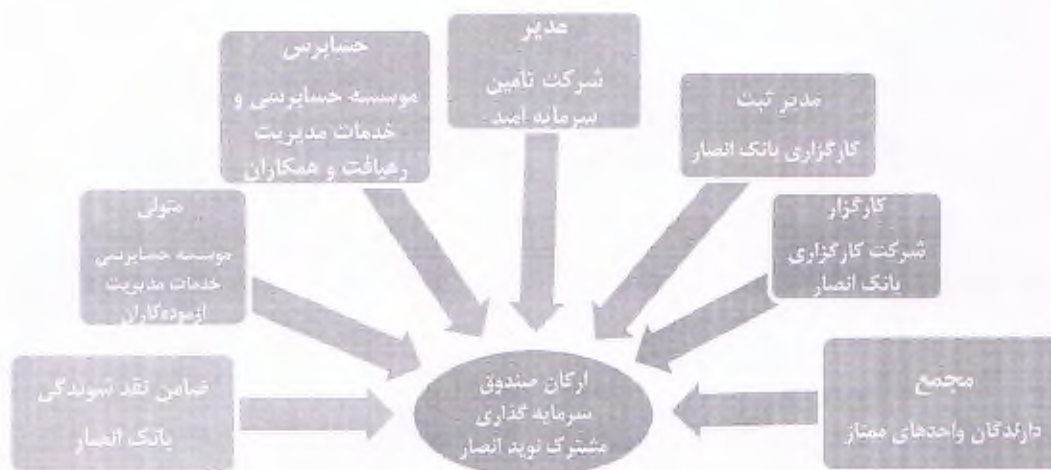 مدیر
شرکت تامین
سرمایه امید
حسابرس
موسسه حسابرسی و
خدمات مدیریت
رهیافت و همکاران
مدیر ثبت
کارگزاری بانک انصار
متولی
موسسه حسابرسی
خدمات مدیریت
آزموده‌کاران
کارگزار
شرکت کارگزاری
بانک انصار
ضامن نقد شوندگی
بانک انصار
مجمع
دارندگان واحدهای ممتاز
ارکان صندوق
سرمایه گذاری
مشترک نوید انصار